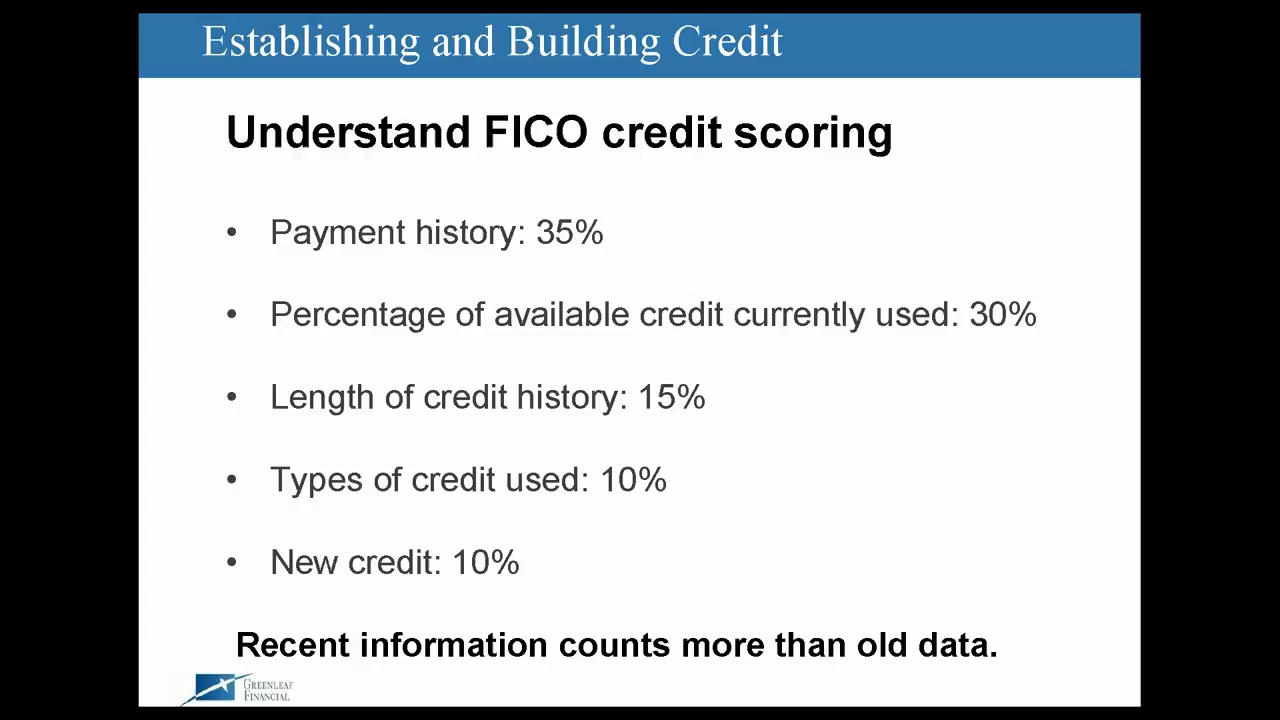 Establishing and Building Credit
Understand FICO credit scoring
• Payment history: 35%
• Percentage of available credit currently used: 30%
• Length of credit history: 15%
• Types of credit used: 10%
• New credit: 10%
Recent information counts more than old data.
GREENLEAF
FINANCIAL